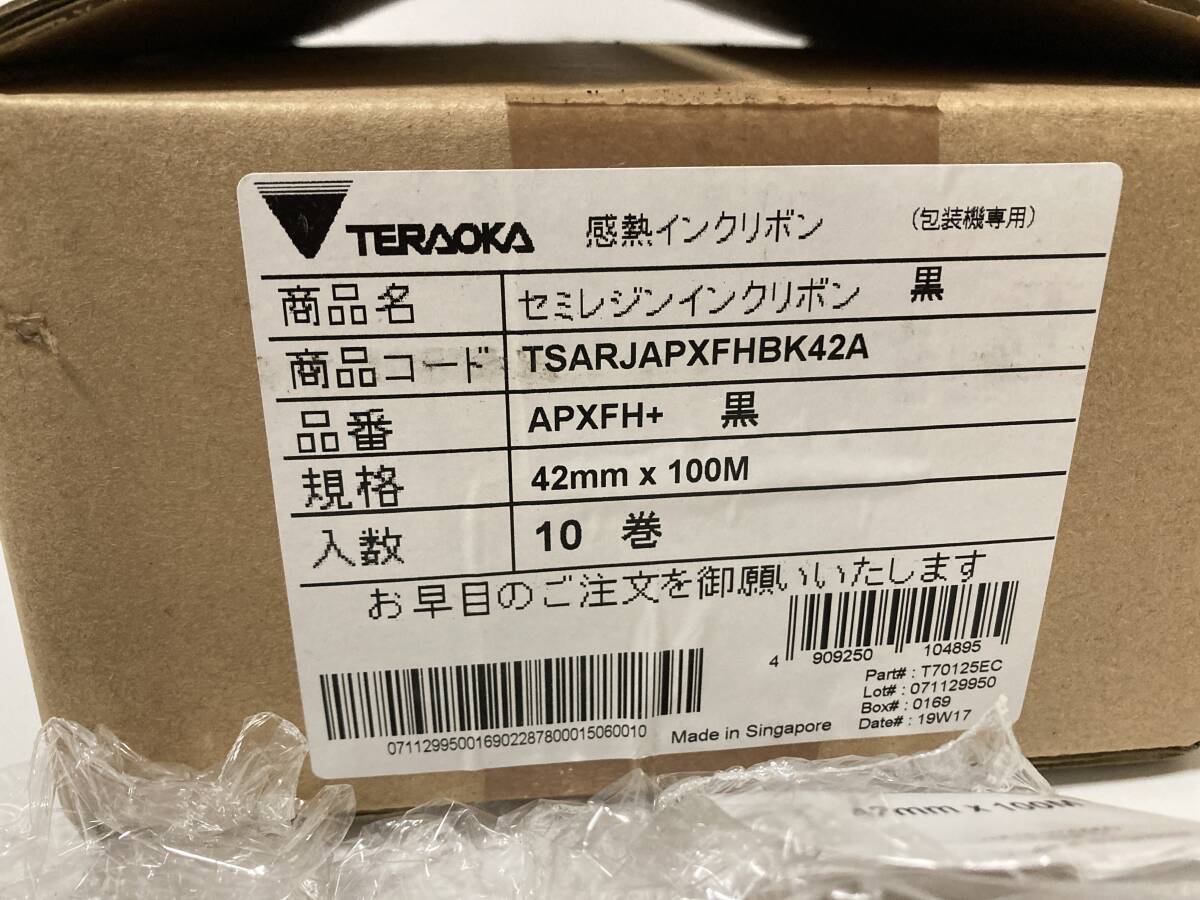 TERAOKA 感熱インクリボン (包装機専用)
商品名 セミレジンインクリボン 黒
商品コード TSARJAPXFHBK42A
品番 APXFH+ 黒
規格 42mm x 100M
入数 10 巻
お早目のご注文を御願いいたします
4 909250 104895
Part# : T70125EC
Lot# : 071129950
Box# : 0169
Date# : 19W17
071129950016902287800015060010
Made in Singapore
42mm x 100M